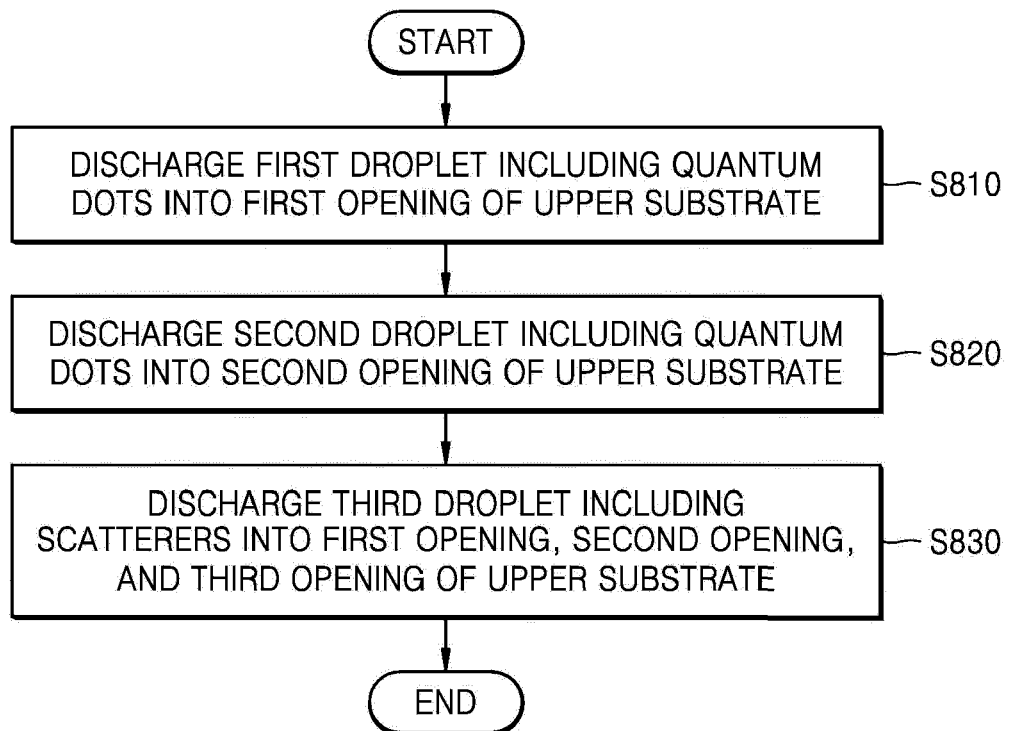 START
DISCHARGE FIRST DROPLET INCLUDING QUANTUM
DOTS INTO FIRST OPENING OF UPPER SUBSTRATE
S810
DISCHARGE SECOND DROPLET INCLUDING QUANTUM
DOTS INTO SECOND OPENING OF UPPER SUBSTRATE
S820
DISCHARGE THIRD DROPLET INCLUDING
SCATTERERS INTO FIRST OPENING, SECOND OPENING,
AND THIRD OPENING OF UPPER SUBSTRATE
S830
END